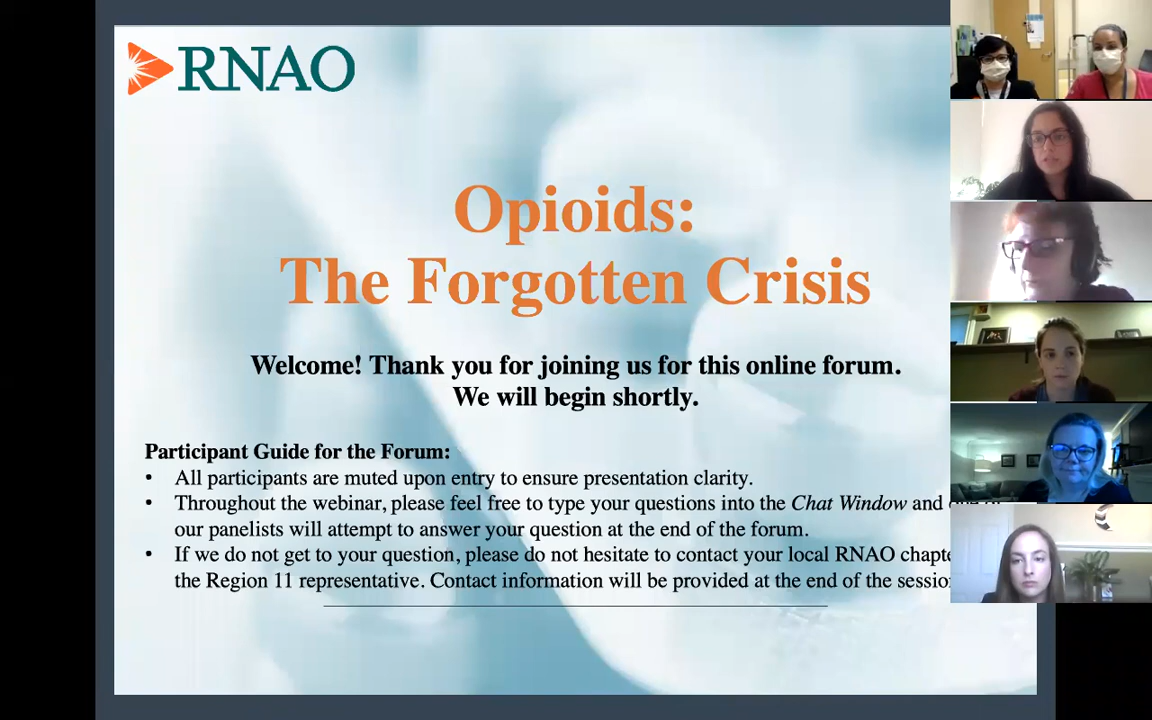 RNAO
Opioids:
The Forgotten Crisis
Welcome! Thank you for joining us for this online forum.
We will begin shortly.
Participant Guide for the Forum:
• All participants are muted upon entry to ensure presentation clarity.
• Throughout the webinar, please feel free to type your questions into the Chat Window and
our panelists will attempt to answer your question at the end of the forum.
• If we do not get to your question, please do not hesitate to contact your local RNAO
the Region 11 representative. Contact information will be provided at the end of the